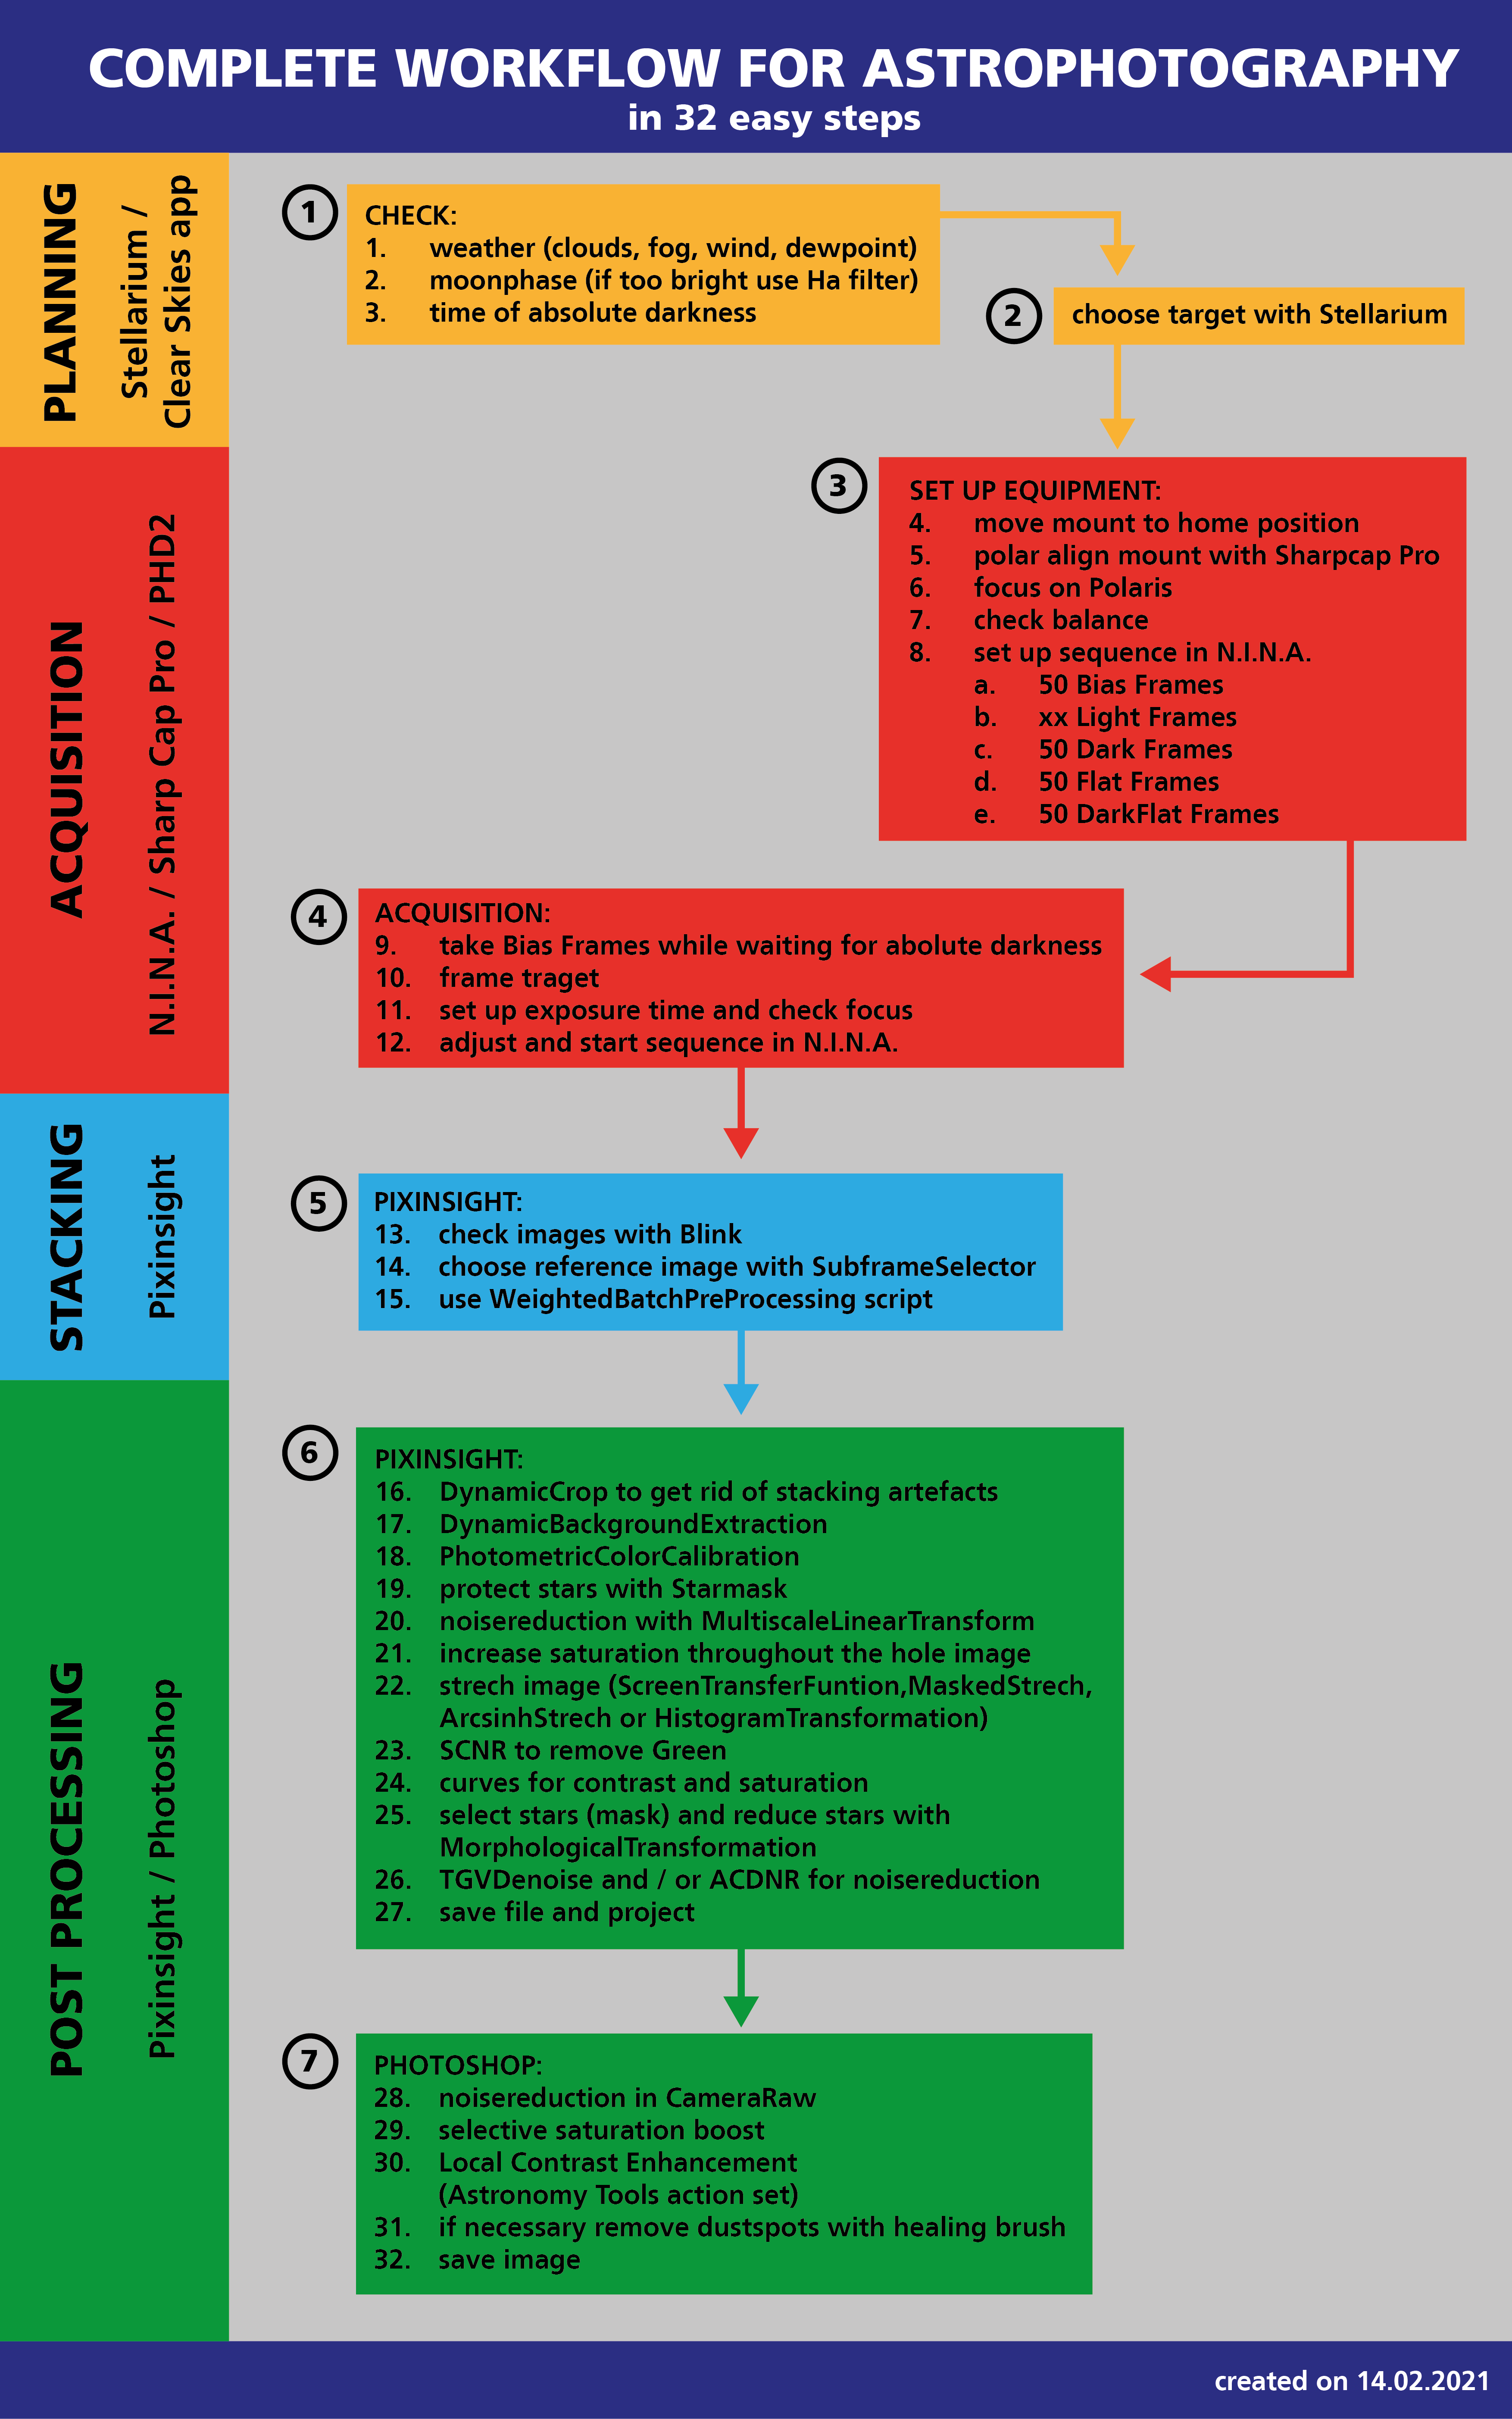 COMPLETE WORKFLOW FOR ASTROPHOTOGRAPHY
in 32 easy steps
PLANNING
Stellarium /
Clear Skies app
1
CHECK:
1. weather (clouds, fog, wind, dewpoint)
2. moonphase (if too bright use Ha filter)
3. time of absolute darkness
2
choose target with Stellarium
ACQUISITION
N.I.N.A. / Sharp Cap Pro / PHD2
3
SET UP EQUIPMENT:
4. move mount to home position
5. polar align mount with Sharpcap Pro
6. focus on Polaris
7. check balance
8. set up sequence in N.I.N.A.
a. 50 Bias Frames
b. xx Light Frames
c. 50 Dark Frames
d. 50 Flat Frames
e. 50 DarkFlat Frames
4
ACQUISITION:
9. take Bias Frames while waiting for abolute darkness
10. frame traget
11. set up exposure time and check focus
12. adjust and start sequence in N.I.N.A.
STACKING
Pixinsight
5
PIXINSIGHT:
13. check images with Blink
14. choose reference image with SubframeSelector
15. use WeightedBatchPreProcessing script
POST PROCESSING
Pixinsight / Photoshop
6
PIXINSIGHT:
16. DynamicCrop to get rid of stacking artefacts
17. DynamicBackgroundExtraction
18. PhotometricColorCalibration
19. protect stars with Starmask
20. noisereduction with MultiscaleLinearTransform
21. increase saturation throughout the hole image
22. strech image (ScreenTransferFuntion,MaskedStrech,
ArcsinhStrech or HistogramTransformation)
23. SCNR to remove Green
24. curves for contrast and saturation
25. select stars (mask) and reduce stars with
MorphologicalTransformation
26. TGVDenoise and / or ACDNR for noisereduction
27. save file and project
7
PHOTOSHOP:
28. noisereduction in CameraRaw
29. selective saturation boost
30. Local Contrast Enhancement
(Astronomy Tools action set)
31. if necessary remove dustspots with healing brush
32. save image
created on 14.02.2021